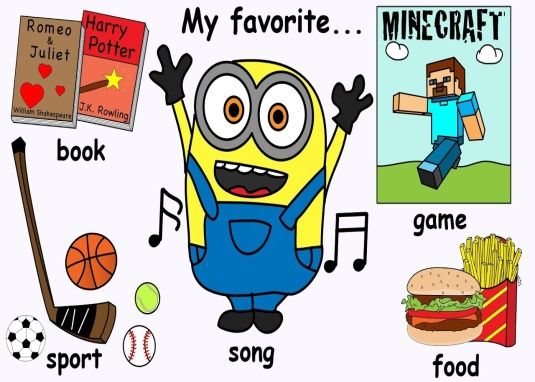 My favorite...
Romeo
&
Juliet
William Shakespeare
Harry
Potter
J.K. Rowling
book
MINECRAFT
game
sport
song
food